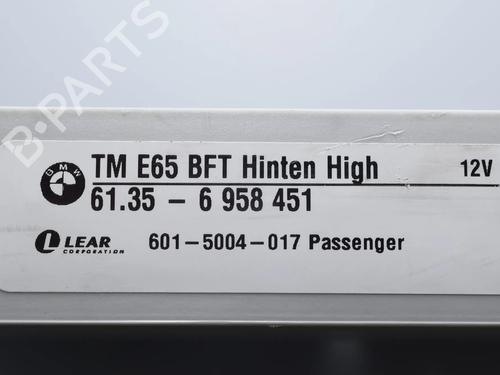 B-PARTS
BMW
TM E65 BFT Hinten High 12V
61.35 - 6 958 451
L LEAR
CORPORATION
601-5004-017 Passenger